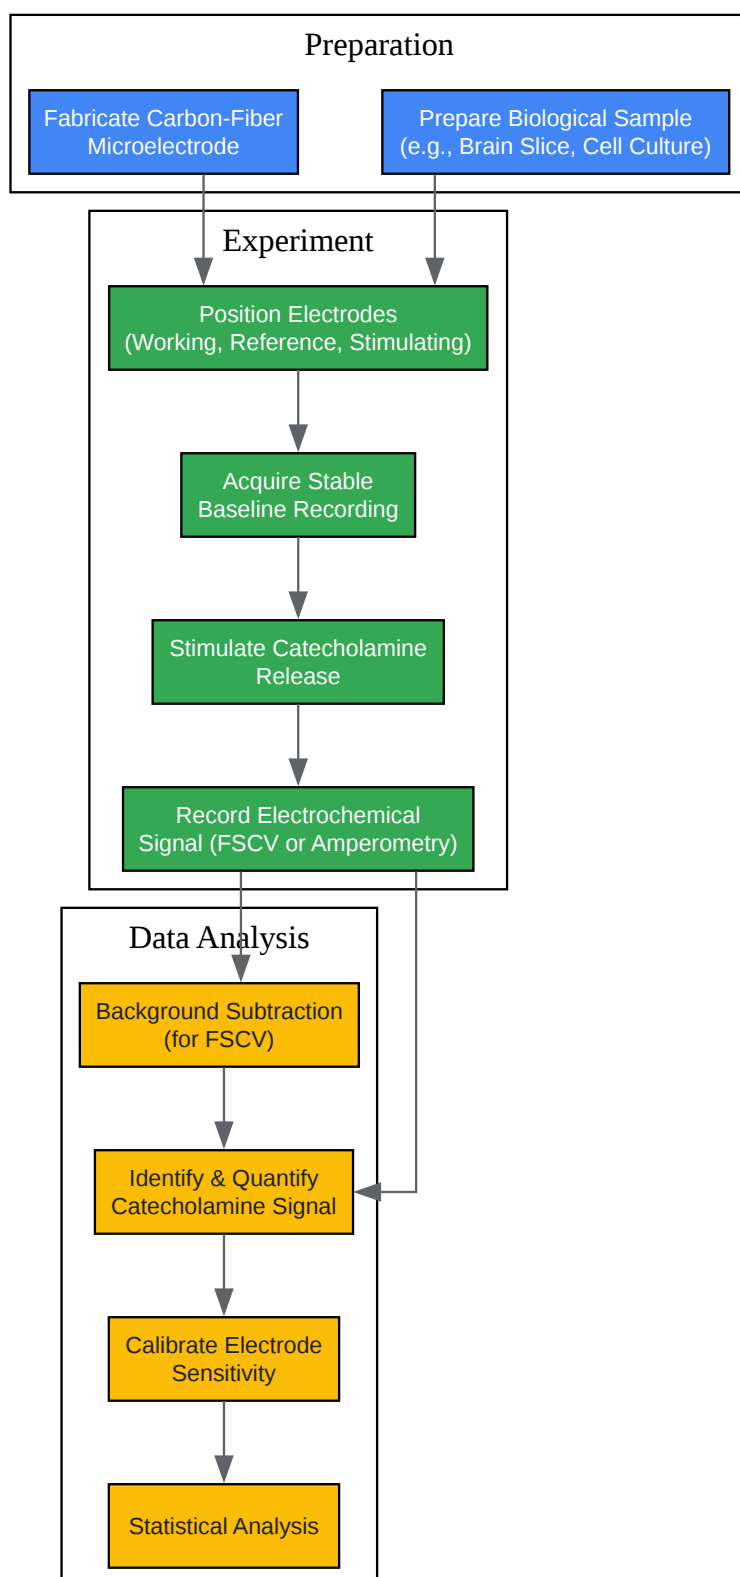 Preparation
Fabricate Carbon-Fiber
Microelectrode
Prepare Biological Sample
(e.g., Brain Slice, Cell Culture)
Experiment
Position Electrodes
(Working, Reference, Stimulating)
Acquire Stable
Baseline Recording
Stimulate Catecholamine
Release
Record Electrochemical
Signal (FSCV or Amperometry)
Data Analysis
Background Subtraction
(for FSCV)
Identify & Quantify
Catecholamine Signal
Calibrate Electrode
Sensitivity
Statistical Analysis